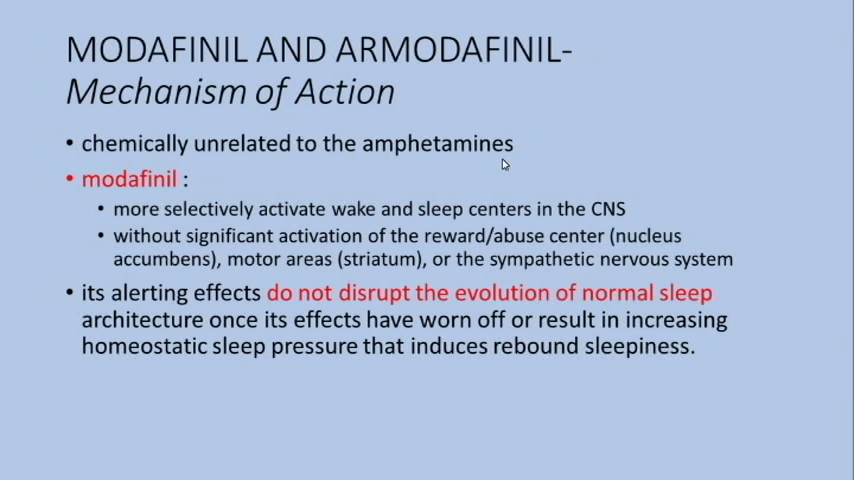 MODAFINIL AND ARMODAFINIL-
Mechanism of Action
• chemically unrelated to the amphetamines
• modafinil :
• more selectively activate wake and sleep centers in the CNS
• without significant activation of the reward/abuse center (nucleus
accumbens), motor areas (striatum), or the sympathetic nervous system
• its alerting effects do not disrupt the evolution of normal sleep
architecture once its effects have worn off or result in increasing
homeostatic sleep pressure that induces rebound sleepiness.